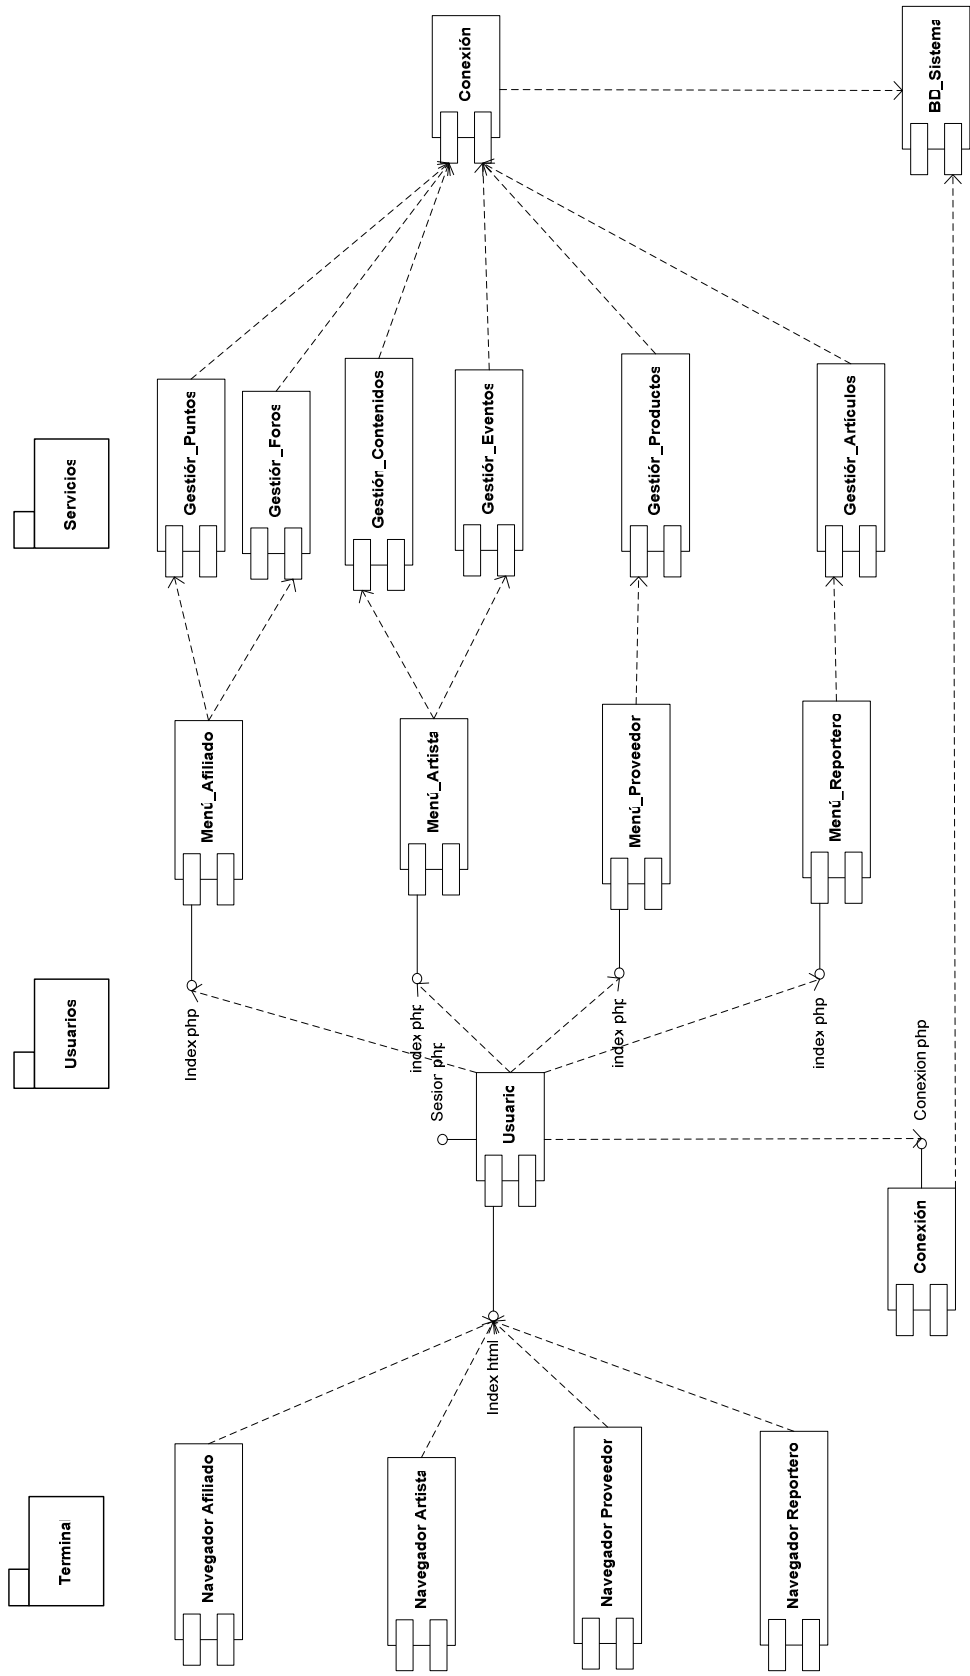 Terminal
Usuarios
Servicios
Navegador Afiliado
Index php
Menú_Afiliado
Gestión_Puntos
Gestión_Foros
Navegador Artista
index php
Menú_Artista
Gestión_Contenidos
Sesion php
Index html
Usuario
Gestión_Eventos
Conexión
Navegador Proveedor
index php
Menú_Proveedor
Gestión_Productos
Navegador Reportero
index php
Menú_Reportero
Gestión_Articulos
Conexión
Conexion php
BD_Sistema